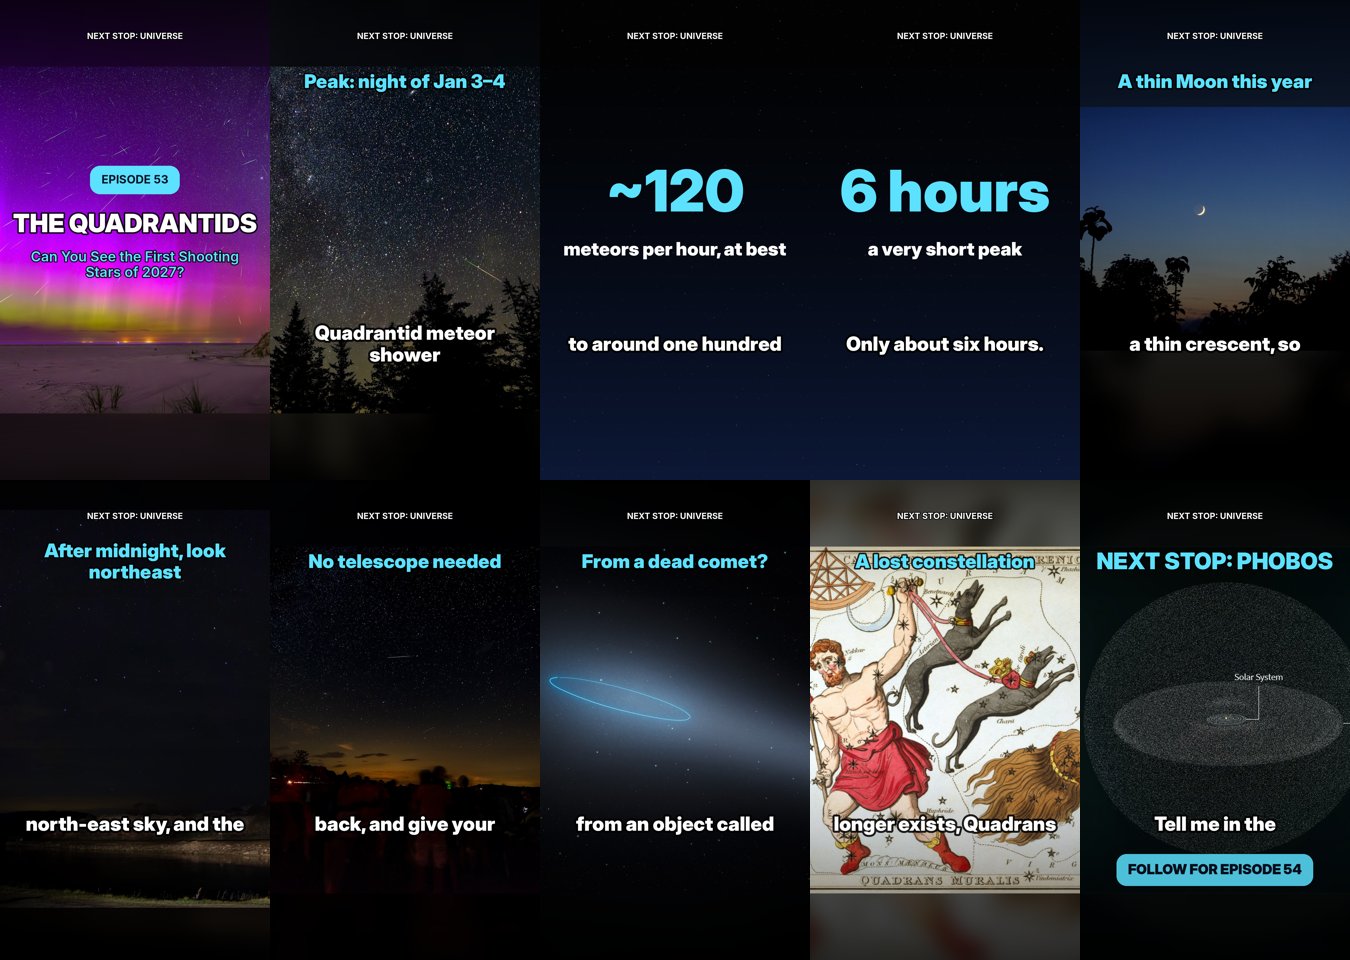 NEXT STOP: UNIVERSE
EPISODE 53
THE QUADRANTIDS
Can You See the First Shooting
Stars of 2027?
NEXT STOP: UNIVERSE
Peak: night of Jan 3–4
Quadrantid meteor
shower
NEXT STOP: UNIVERSE
~120
meteors per hour, at best
to around one hundred
NEXT STOP: UNIVERSE
6 hours
a very short peak
Only about six hours.
NEXT STOP: UNIVERSE
A thin Moon this year
a thin crescent, so
NEXT STOP: UNIVERSE
After midnight, look
northeast
north-east sky, and the
NEXT STOP: UNIVERSE
No telescope needed
back, and give your
NEXT STOP: UNIVERSE
From a dead comet?
from an object called
NEXT STOP: UNIVERSE
A lost constellation
Asterion
Chara
longer exists, Quadrans
MONS MÆNALUS
QUADRANS MURALIS
NEXT STOP: UNIVERSE
NEXT STOP: PHOBOS
Solar System
Tell me in the
FOLLOW FOR EPISODE 54